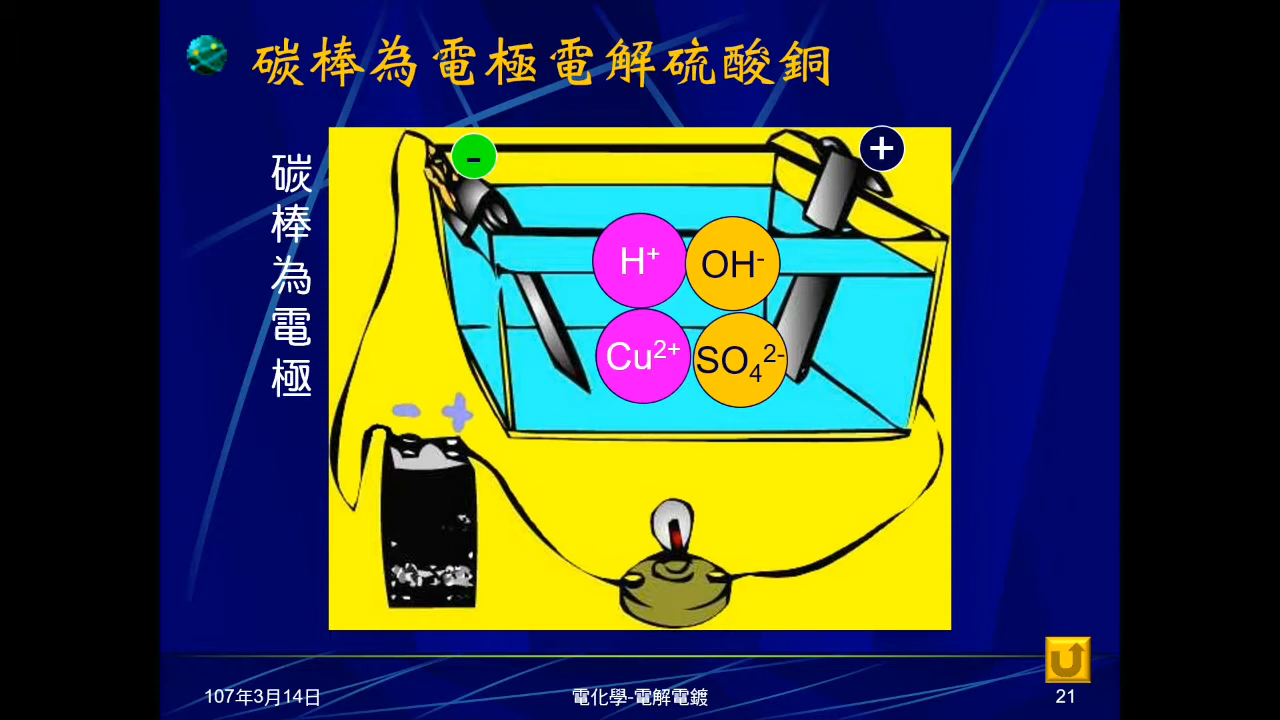 碳棒為電極電解硫酸銅
碳棒為電極
-
+
H⁺
OH⁻
Cu²⁺
SO₄²⁻
- +
107年3月14日
電化學-電解電鍍
21